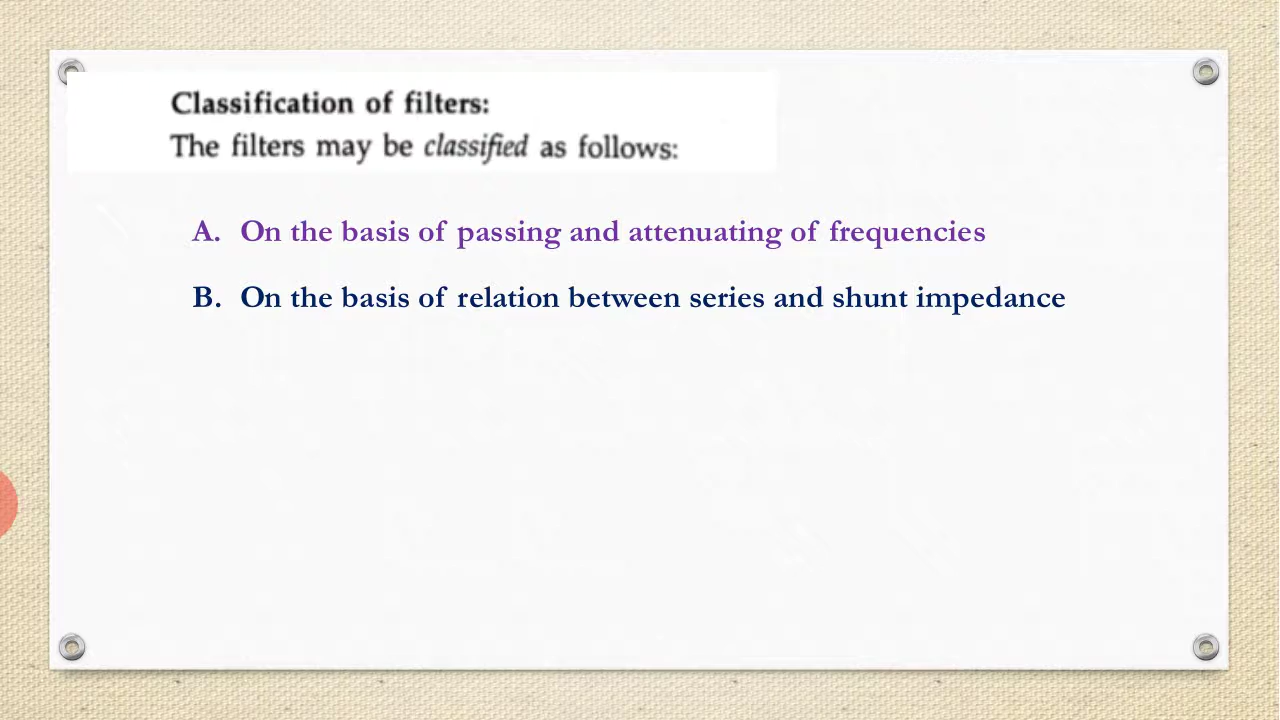 Classification of filters:
The filters may be classified as follows:
A. On the basis of passing and attenuating of frequencies
B. On the basis of relation between series and shunt impedance